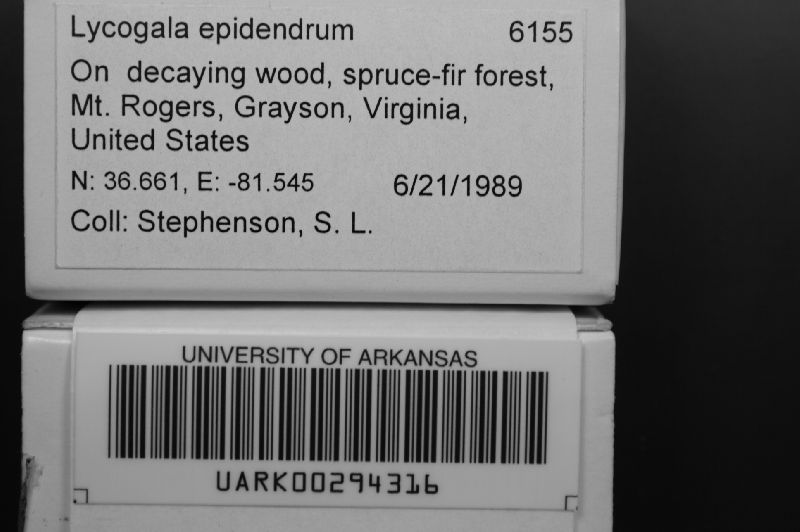 Lycogala epidendrum 6155
On decaying wood, spruce-fir forest,
Mt. Rogers, Grayson, Virginia,
United States
N: 36.661, E: -81.545 6/21/1989
Coll: Stephenson, S. L.
UNIVERSITY OF ARKANSAS
UARK00294316